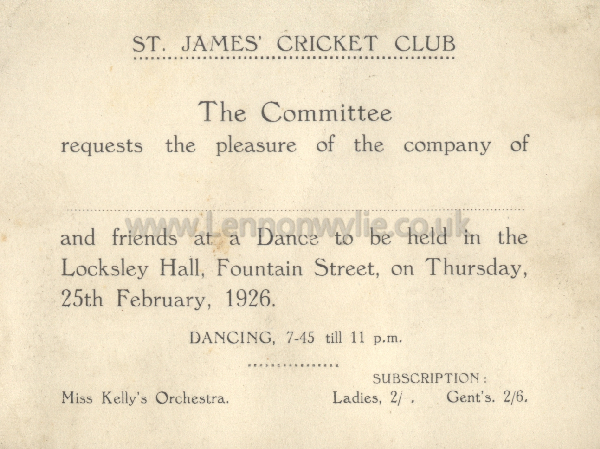 ST. JAMES' CRICKET CLUB
The Committee
requests the pleasure of the company of
www.Lennonwylie.co.uk
and friends at a Dance to be held in the
Locksley Hall, Fountain Street, on Thursday,
25th February, 1926.
DANCING, 7-45 till 11 p.m.
SUBSCRIPTION:
Miss Kelly's Orchestra. Ladies, 2/ . Gent's. 2/6.